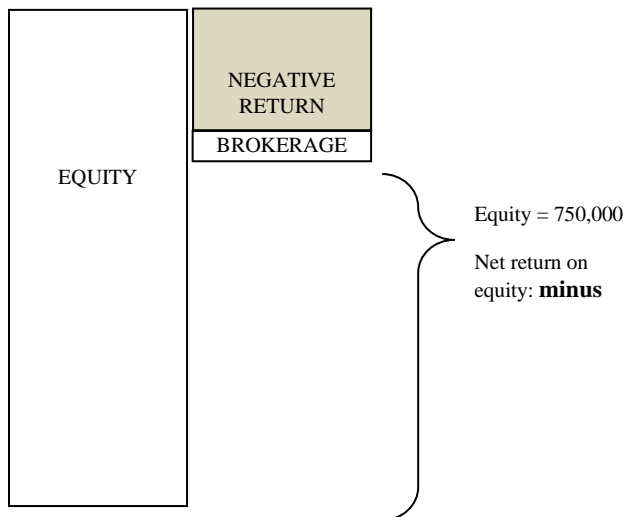 NEGATIVE
RETURN
BROKERAGE
EQUITY
Equity = 750,000
Net return on
equity: minus